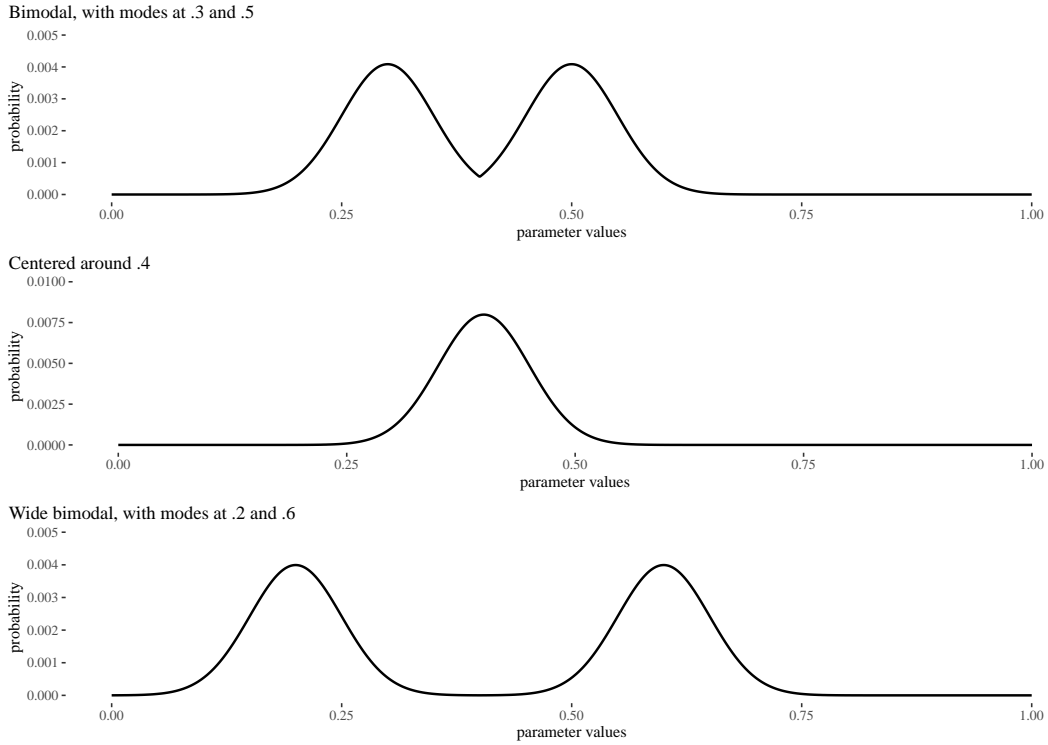 Bimodal, with modes at .3 and .5
0.005
0.004
0.003
0.002
0.001
0.000
probability
0.00 0.25 0.50 0.75 1.00
parameter values
Centered around .4
0.0100
0.0075
0.0050
0.0025
0.0000
probability
0.00 0.25 0.50 0.75 1.00
parameter values
Wide bimodal, with modes at .2 and .6
0.005
0.004
0.003
0.002
0.001
0.000
probability
0.00 0.25 0.50 0.75 1.00
parameter values